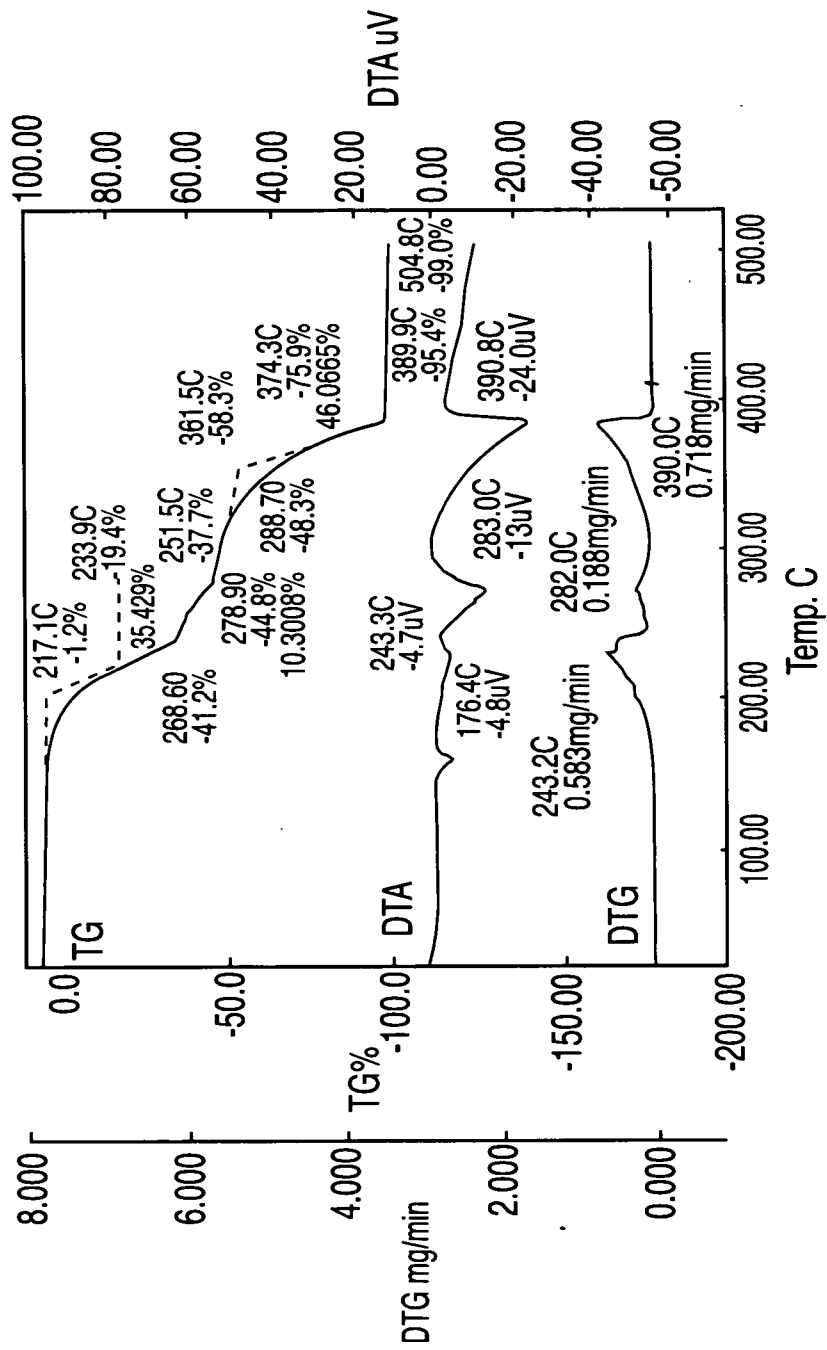 DTG mg/min
8.000
6.000
4.000
2.000
0.000
TG%
0.0
-50.0
-100.0
-150.00
-200.00
TG
217.1C
-1.2%
233.9C
-19.4%
35.429%
268.60
-41.2%
251.5C
-37.7%
278.90
-44.8%
10.3008%
288.70
-48.3%
361.5C
-58.3%
374.3C
-75.9%
46.0665%
389.9C
-95.4%
504.8C
-99.0%
DTA
176.4C
-4.8uV
243.3C
-4.7uV
283.0C
-13uV
390.8C
-24.0uV
DTG
243.2C
0.583mg/min
282.0C
0.188mg/min
390.0C
0.718mg/min
100.00
200.00
300.00
400.00
500.00
Temp. C
100.00
80.00
60.00
40.00
20.00
0.00
-20.00
-40.00
-50.00
DTA uV